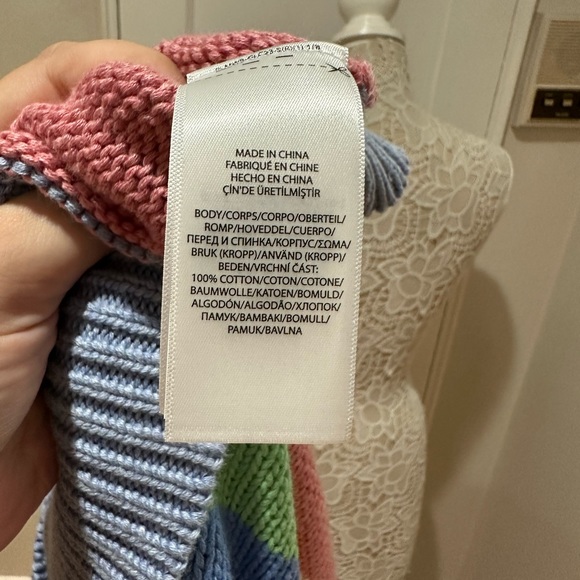 MADE IN CHINA
FABRIQUÉ EN CHINE
HECHO EN CHINA
ÇİN'DE ÜRETİLMİŞTİR
BODY/CORPS/CORPO/OBERTEIL/
ROMP/HOVEDDEL/CUERPO/
ПЕРЕД И СПИНКА/КОРПУС/ΣΩΜΑ/
BRUK (KROPP)/ANVÄND (KROPP)/
BEDEN/VRCHNÍ ČÁST:
100% COTTON/COTON/COTONE/
BAUMWOLLE/KATOEN/BOMULD/
ALGODÓN/ALGODÃO/ХЛОПОК/
ПАМУК/BAMBAKI/BOMULL/
PAMUK/BAVLNA